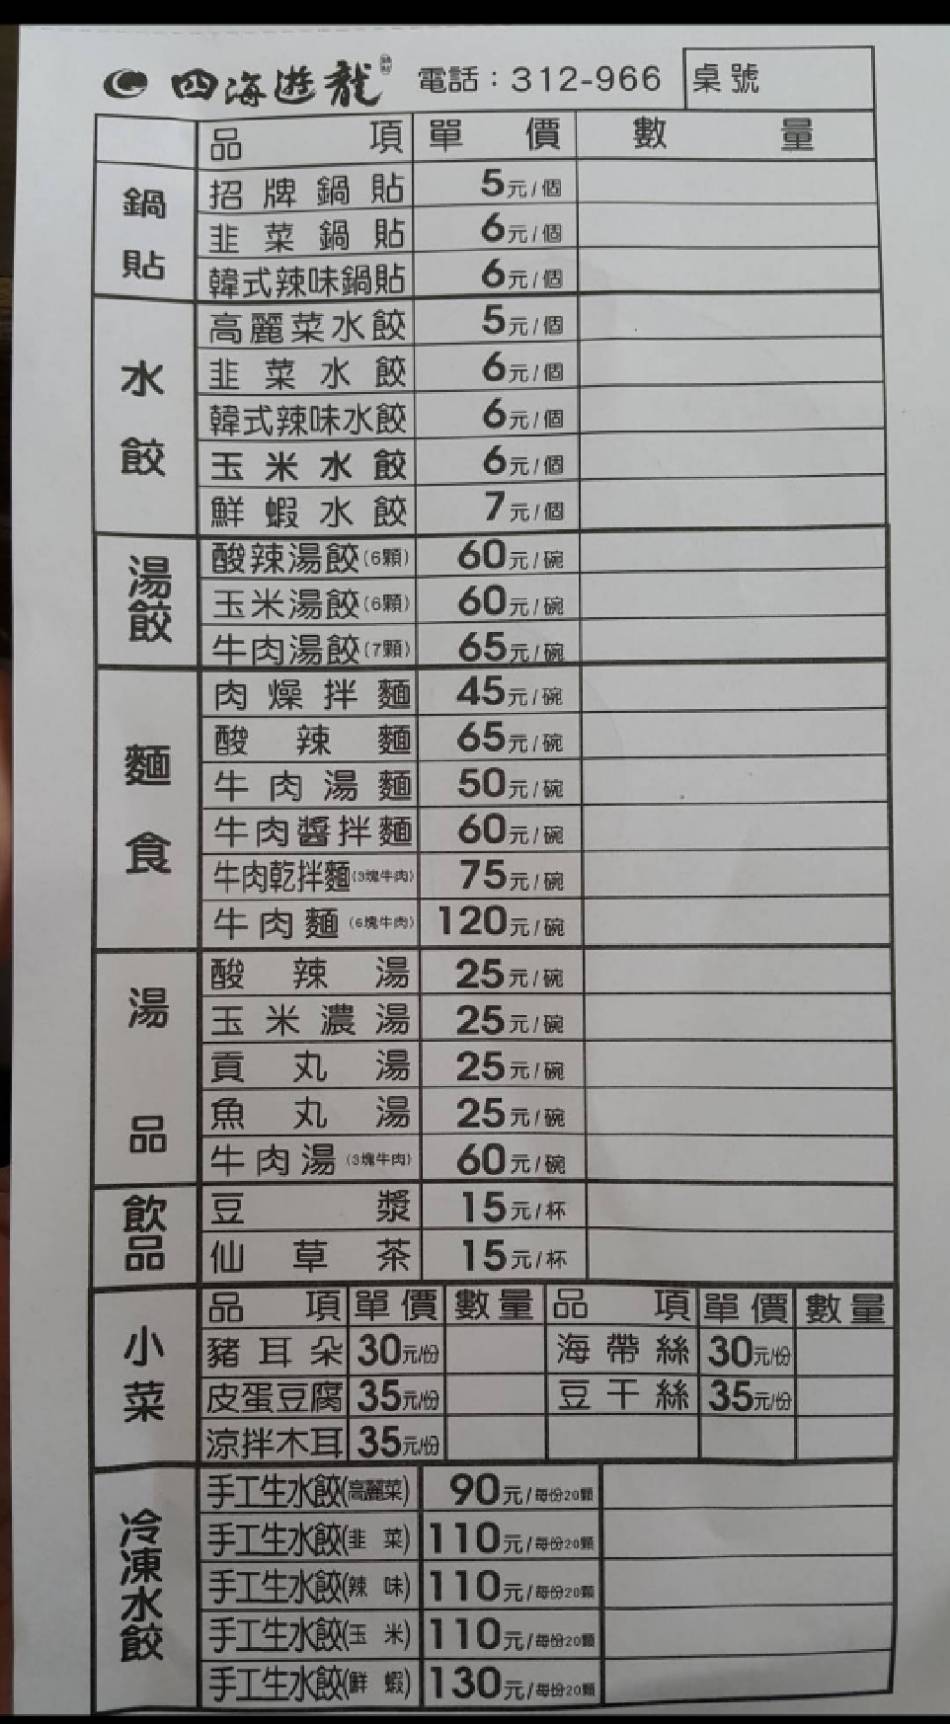 四海遊龍 電話：312-966 桌號
品項 單價 數量
鍋貼
招牌鍋貼 5元/個
韭菜鍋貼 6元/個
韓式辣味鍋貼 6元/個
水餃
高麗菜水餃 5元/個
韭菜水餃 6元/個
韓式辣味水餃 6元/個
玉米水餃 6元/個
鮮蝦水餃 7元/個
湯餃
酸辣湯餃(6顆) 60元/碗
玉米湯餃(6顆) 60元/碗
牛肉湯餃(7顆) 65元/碗
麵食
肉燥拌麵 45元/碗
酸辣麵 65元/碗
牛肉湯麵 50元/碗
牛肉醬拌麵 60元/碗
牛肉乾拌麵(3塊牛肉) 75元/碗
牛肉麵(6塊牛肉) 120元/碗
湯品
酸辣湯 25元/碗
玉米濃湯 25元/碗
貢丸湯 25元/碗
魚丸湯 25元/碗
牛肉湯(3塊牛肉) 60元/碗
飲品
豆漿 15元/杯
仙草茶 15元/杯
小菜
品項 單價 數量 品項 單價 數量
豬耳朵 30元/份 海帶絲 30元/份
皮蛋豆腐 35元/份 豆干絲 35元/份
涼拌木耳 35元/份
冷凍水餃
手工生水餃(高麗菜) 90元/每份20顆
手工生水餃(韭菜) 110元/每份20顆
手工生水餃(辣味) 110元/每份20顆
手工生水餃(玉米) 110元/每份20顆
手工生水餃(鮮蝦) 130元/每份20顆